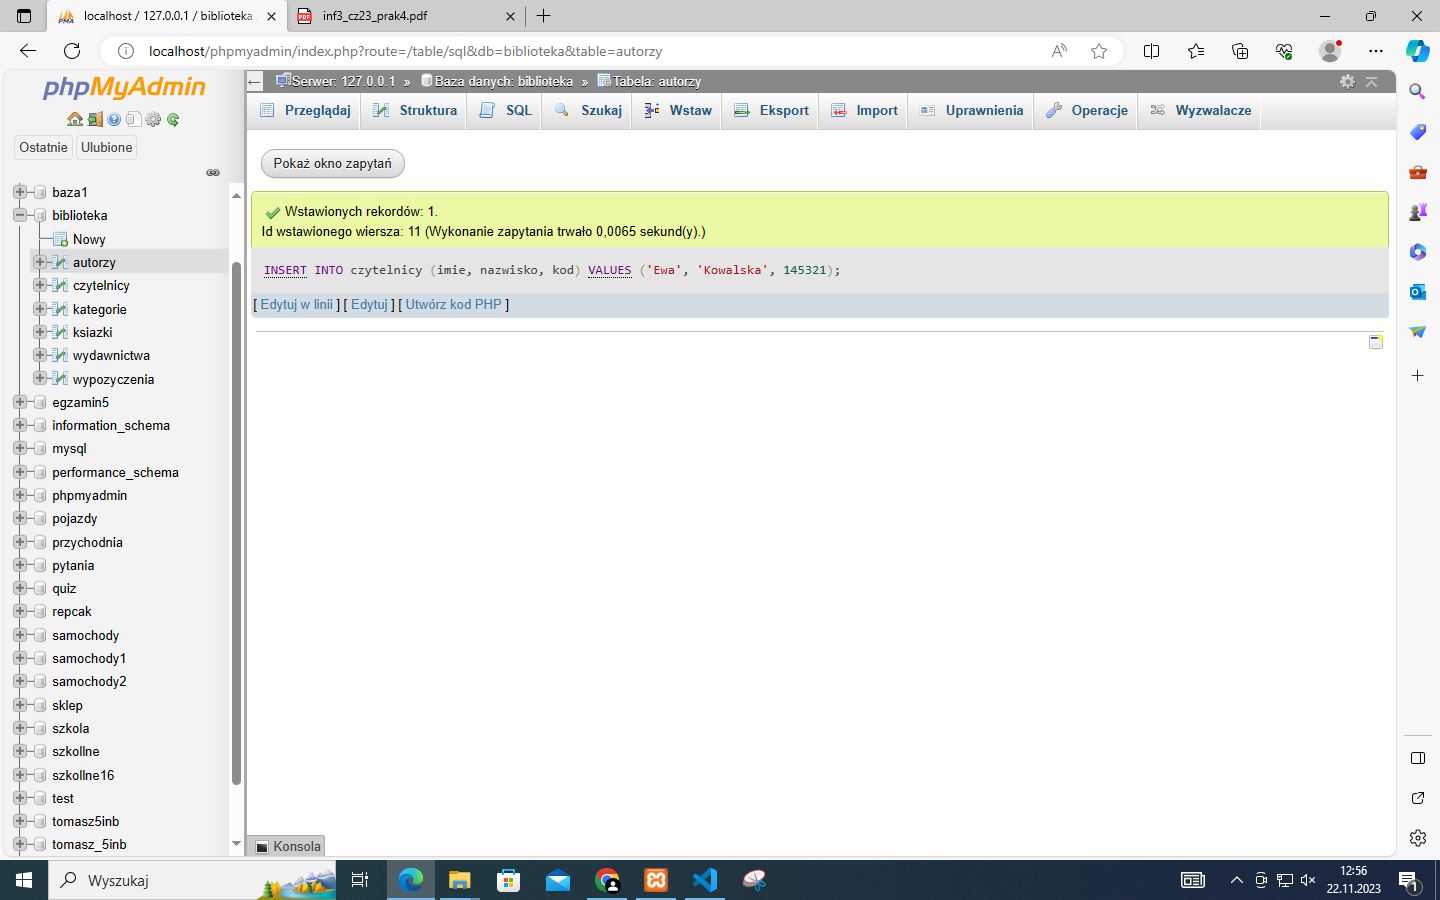 localhost / 127.0.0.1 / biblioteka
inf3_cz23_prak4.pdf
localhost/phpmyadmin/index.php?route=/table/sql&db=biblioteka&table=autorzy
phpMyAdmin
Ostatnie
Ulubione
baza1
biblioteka
Nowy
autorzy
czytelnicy
kategorie
ksiazki
wydawnictwa
wypozyczenia
egzamin5
information_schema
mysql
performance_schema
phpmyadmin
pojazdy
przychodnia
pytania
quiz
repcak
samochody
samochody1
samochody2
sklep
szkola
szkollne
szkollne16
test
tomasz5inb
tomasz_5inb
Serwer: 127.0.0.1 » Baza danych: biblioteka » Tabela: autorzy
Przeglądaj
Struktura
SQL
Szukaj
Wstaw
Eksport
Import
Uprawnienia
Operacje
Wyzwalacze
Pokaż okno zapytań
Wstawionych rekordów: 1.
Id wstawionego wiersza: 11 (Wykonanie zapytania trwało 0,0065 sekund(y).)
INSERT INTO czytelnicy (imie, nazwisko, kod) VALUES ('Ewa', 'Kowalska', 145321);
[ Edytuj w linii ] [ Edytuj ] [ Utwórz kod PHP ]
Konsola
Wyszukaj
12:56
22.11.2023
1